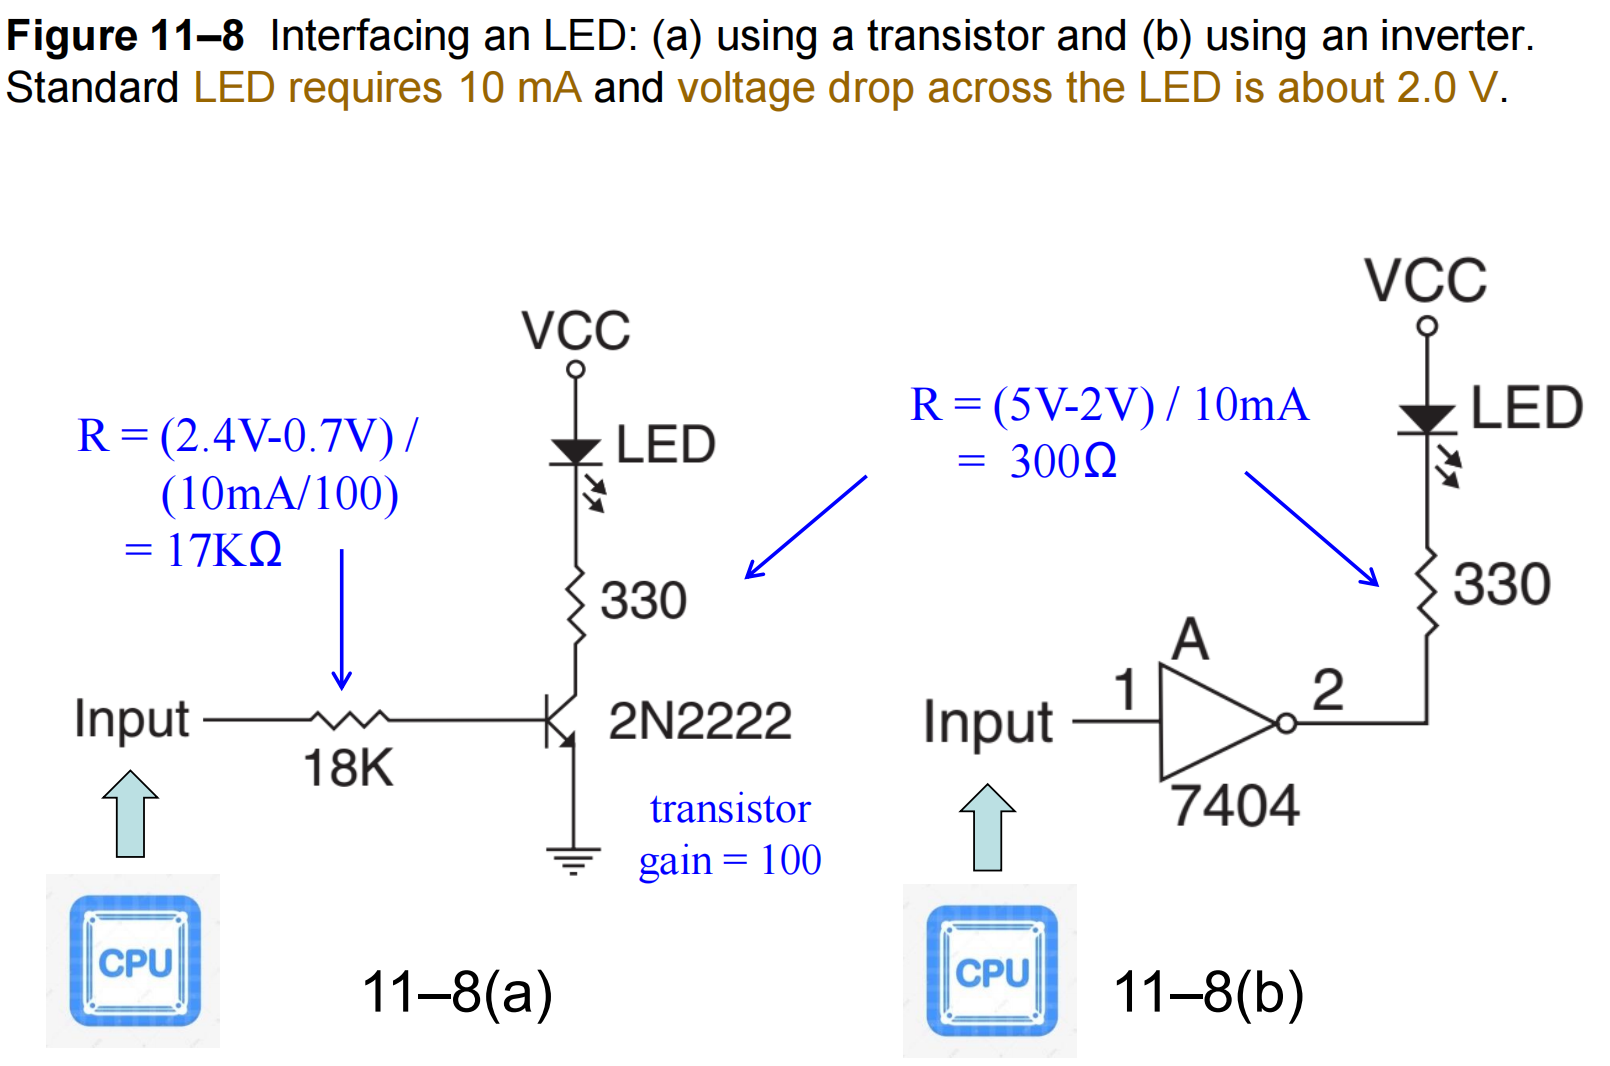 Figure 11–8 Interfacing an LED: (a) using a transistor and (b) using an inverter.
Standard LED requires 10 mA and voltage drop across the LED is about 2.0 V.
VCC
LED
R = (2.4V-0.7V) /
(10mA/100)
= 17KΩ
330
Input
18K
2N2222
transistor
gain = 100
CPU
11–8(a)
R = (5V-2V) / 10mA
= 300Ω
VCC
LED
330
A
1
2
Input
7404
CPU
11–8(b)